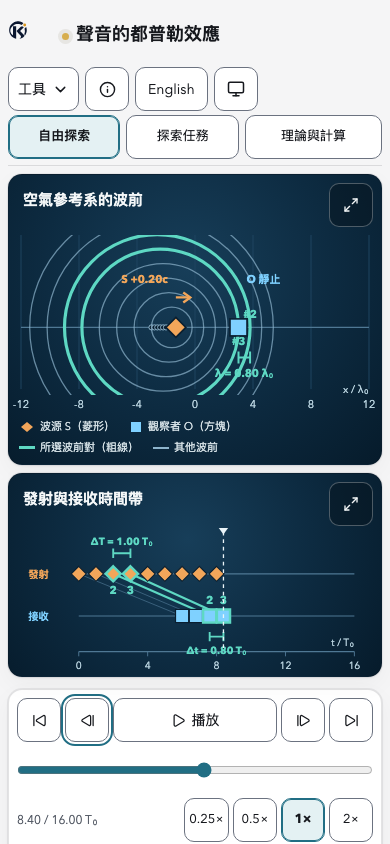 聲音的都普勒效應
工具
English
自由探索
探索任務
理論與計算
空氣參考系的波前
S +0.20c
O 靜止
#2
#3
λ = 0.80 λ₀
x / λ₀
-12 -8 -4 0 4 8 12
波源 S（菱形） 觀察者 O（方塊）
所選波前對（粗線） 其他波前
發射與接收時間帶
ΔT = 1.00 T₀
發射
2 3
2 3
接收
t / T₀
Δt = 0.80 T₀
0 4 8 12 16
播放
8.40 / 16.00 T₀
0.25×
0.5×
1×
2×